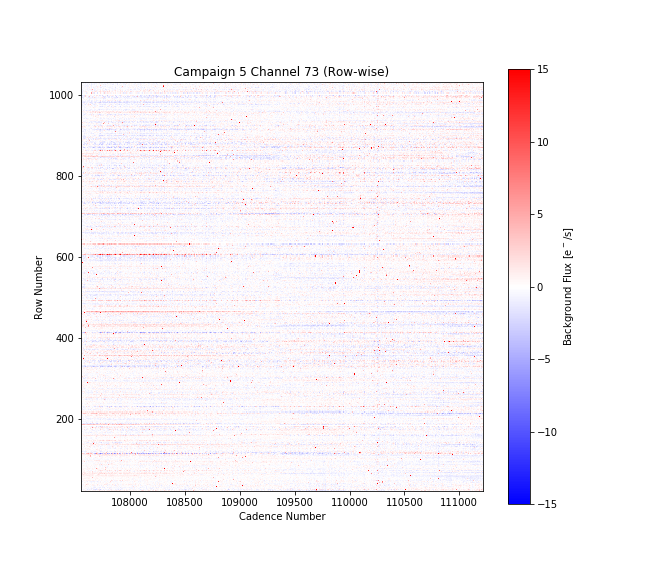 Campaign 5 Channel 73 (Row-wise)
1000
800
600
400
200
Row Number
108000 108500 109000 109500 110000 110500 111000
Cadence Number
15
10
5
0
−5
−10
−15
Background Flux [e⁻/s]